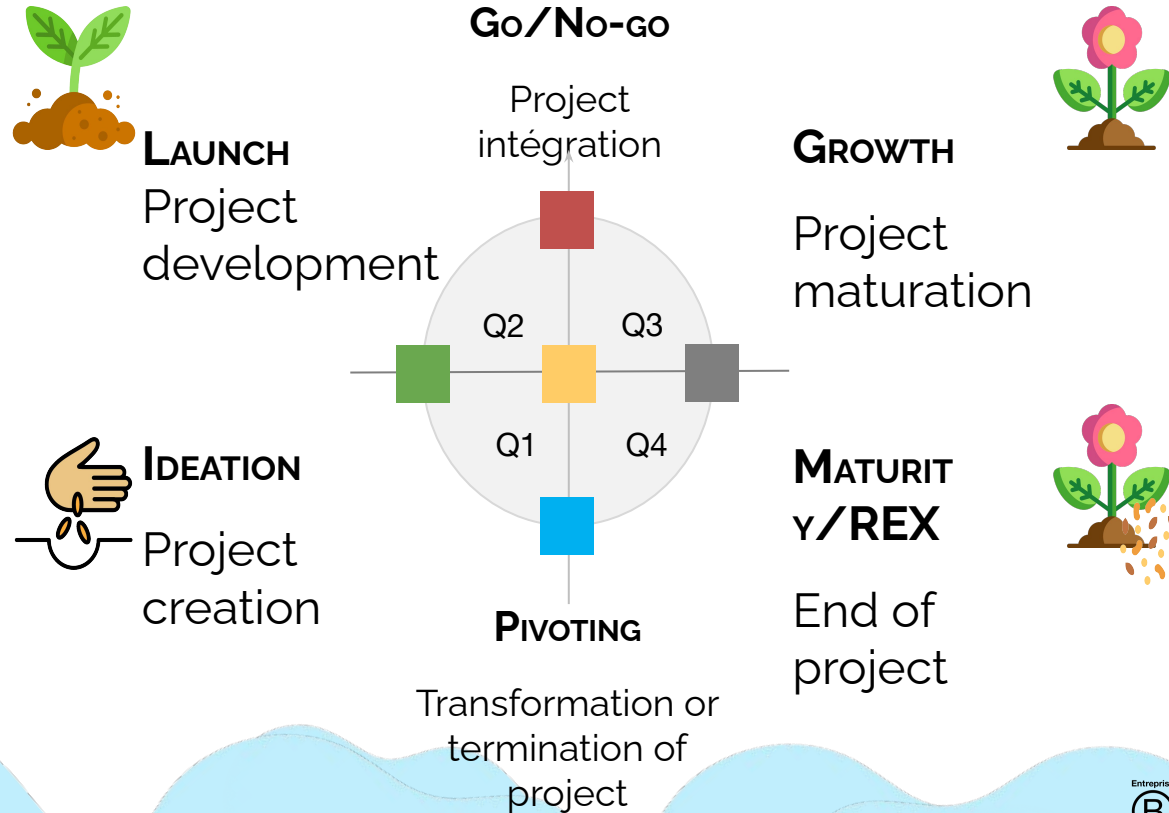 Go/No-go
Project
intégration
Launch
Project
development
Growth
Project
maturation
Q2
Q3
Q1
Q4
Ideation
Project
creation
Maturit
y/REX
End of
project
Pivoting
Transformation or
termination of
project
B